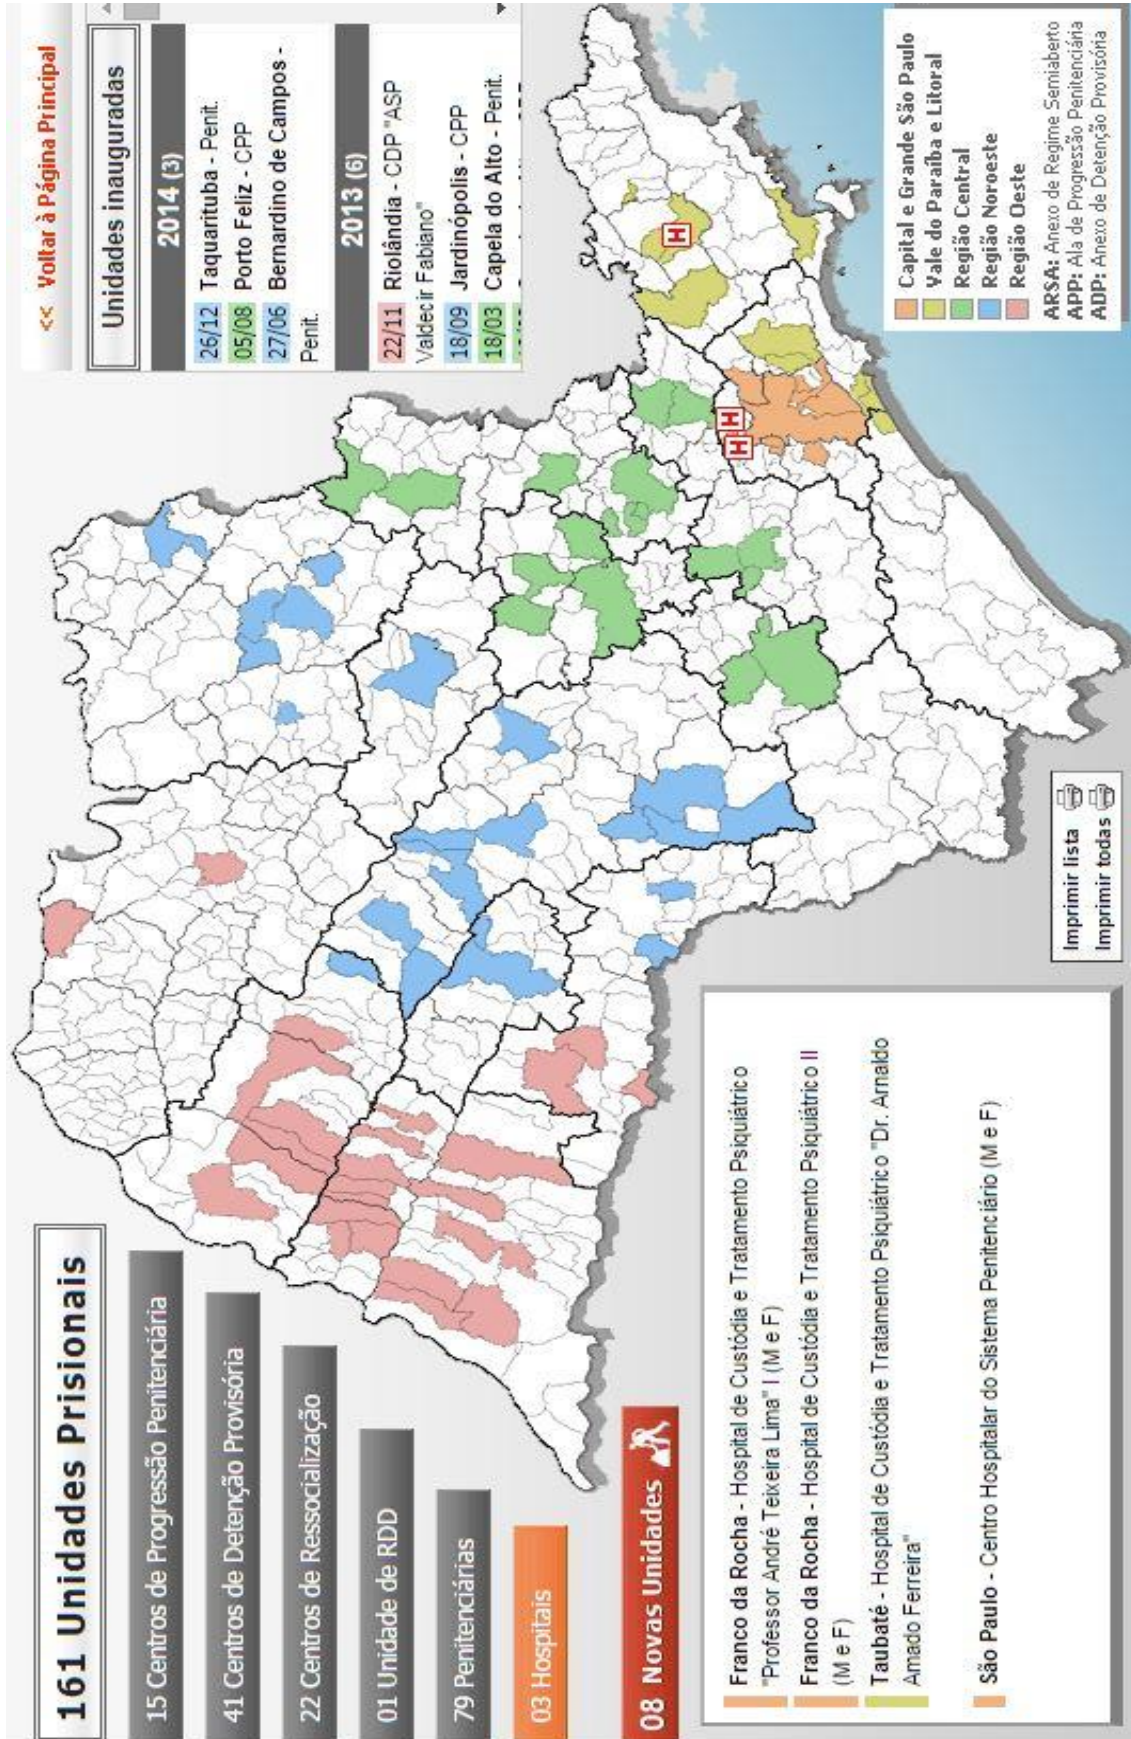 161 Unidades Prisionais
15 Centros de Progressão Penitenciária
41 Centros de Detenção Provisória
22 Centros de Ressocialização
01 Unidade de RDD
79 Penitenciárias
03 Hospitais
08 Novas Unidades
Franco da Rocha - Hospital de Custódia e Tratamento Psiquiátrico
"Professor André Teixeira Lima" I (M e F)
Franco da Rocha - Hospital de Custódia e Tratamento Psiquiátrico II
(M e F)
Taubaté - Hospital de Custódia e Tratamento Psiquiátrico "Dr. Arnaldo
Amado Ferreira"
São Paulo - Centro Hospitalar do Sistema Penitenciário (M e F)
Imprimir lista
Imprimir todas
H
H
H
<< Voltar à Página Principal
Unidades inauguradas
2014 (3)
26/12 Taquarituba - Penit.
05/08 Porto Feliz - CPP
27/06 Bernardino de Campos -
Penit.
2013 (6)
22/11 Riolândia - CDP "ASP
Valdecir Fabiano"
18/09 Jardinópolis - CPP
18/03 Capela do Alto - Penit.
Capital e Grande São Paulo
Vale do Paraíba e Litoral
Região Central
Região Noroeste
Região Oeste
ARSA: Anexo de Regime Semiaberto
APP: Ala de Progressão Penitenciária
ADP: Anexo de Detenção Provisória